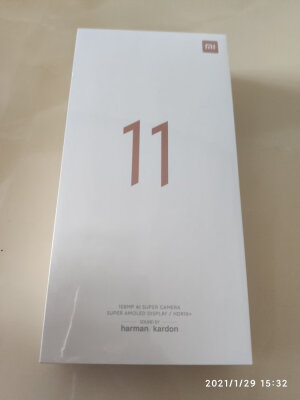 mi
11
108MP AI SUPER CAMERA
SUPER AMOLED DISPLAY / HDR10+
SOUND BY
harman/kardon
2021/1/29 15:32